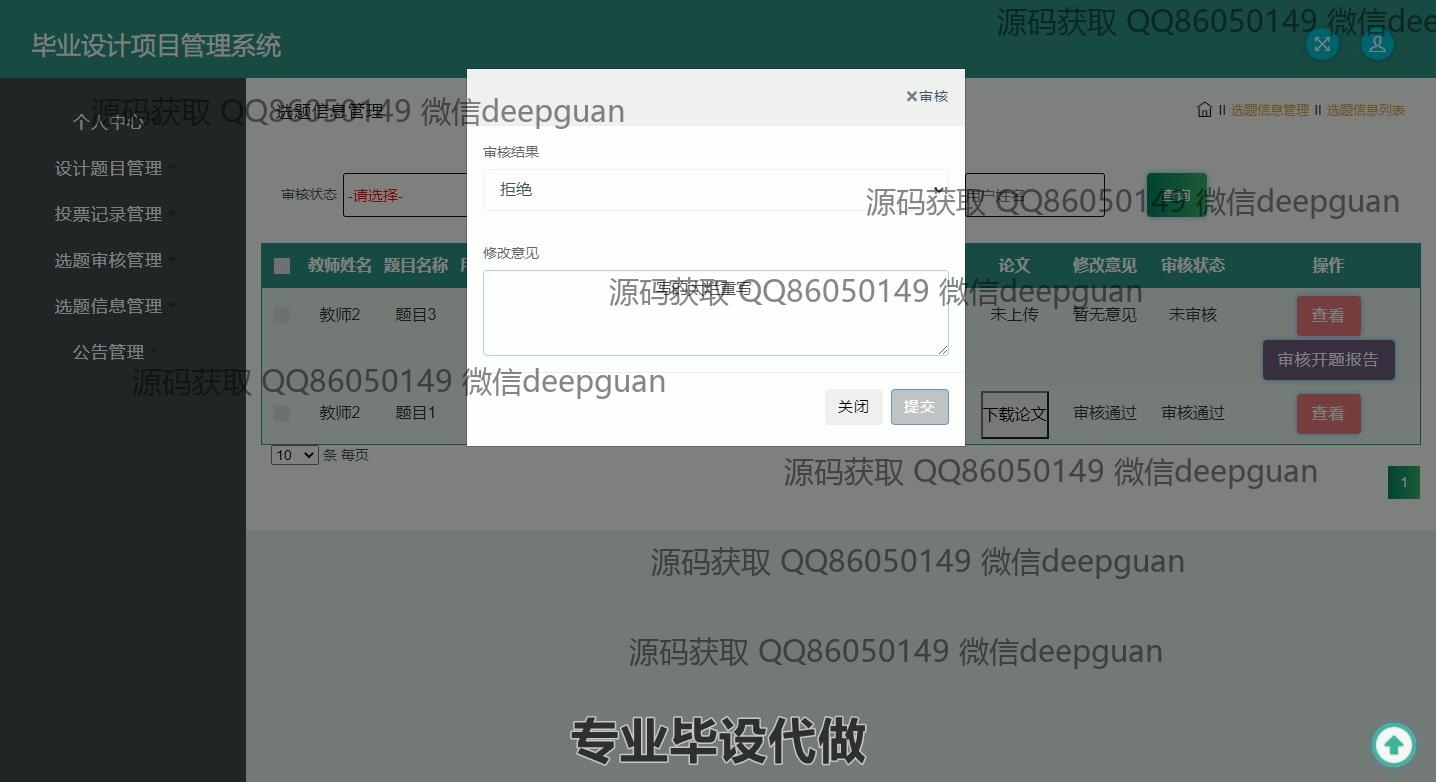 源码获取 QQ86050149 微信dee
毕业设计项目管理系统
×审核
源码获取 QQ86050149 微信deepguan
选题信息管理
选题信息管理
选题信息列表
个人中心
设计题目管理
投票记录管理
选题审核管理
选题信息管理
公告管理
审核结果
拒绝
审核状态
-请选择-
用户姓名
查询
源码获取 QQ86050149 微信deepguan
修改意见
源码获取 QQ86050149 微信deepguan
教师姓名 题目名称 论文 修改意见 审核状态 操作
教师2 题目3 未上传 暂无意见 未审核 查看
审核开题报告
源码获取 QQ86050149 微信deepguan
关闭 提交
教师2 题目1 下载论文 审核通过 审核通过 查看
10 条 每页
源码获取 QQ86050149 微信deepguan
1
源码获取 QQ86050149 微信deepguan
源码获取 QQ86050149 微信deepguan
专业毕设代做